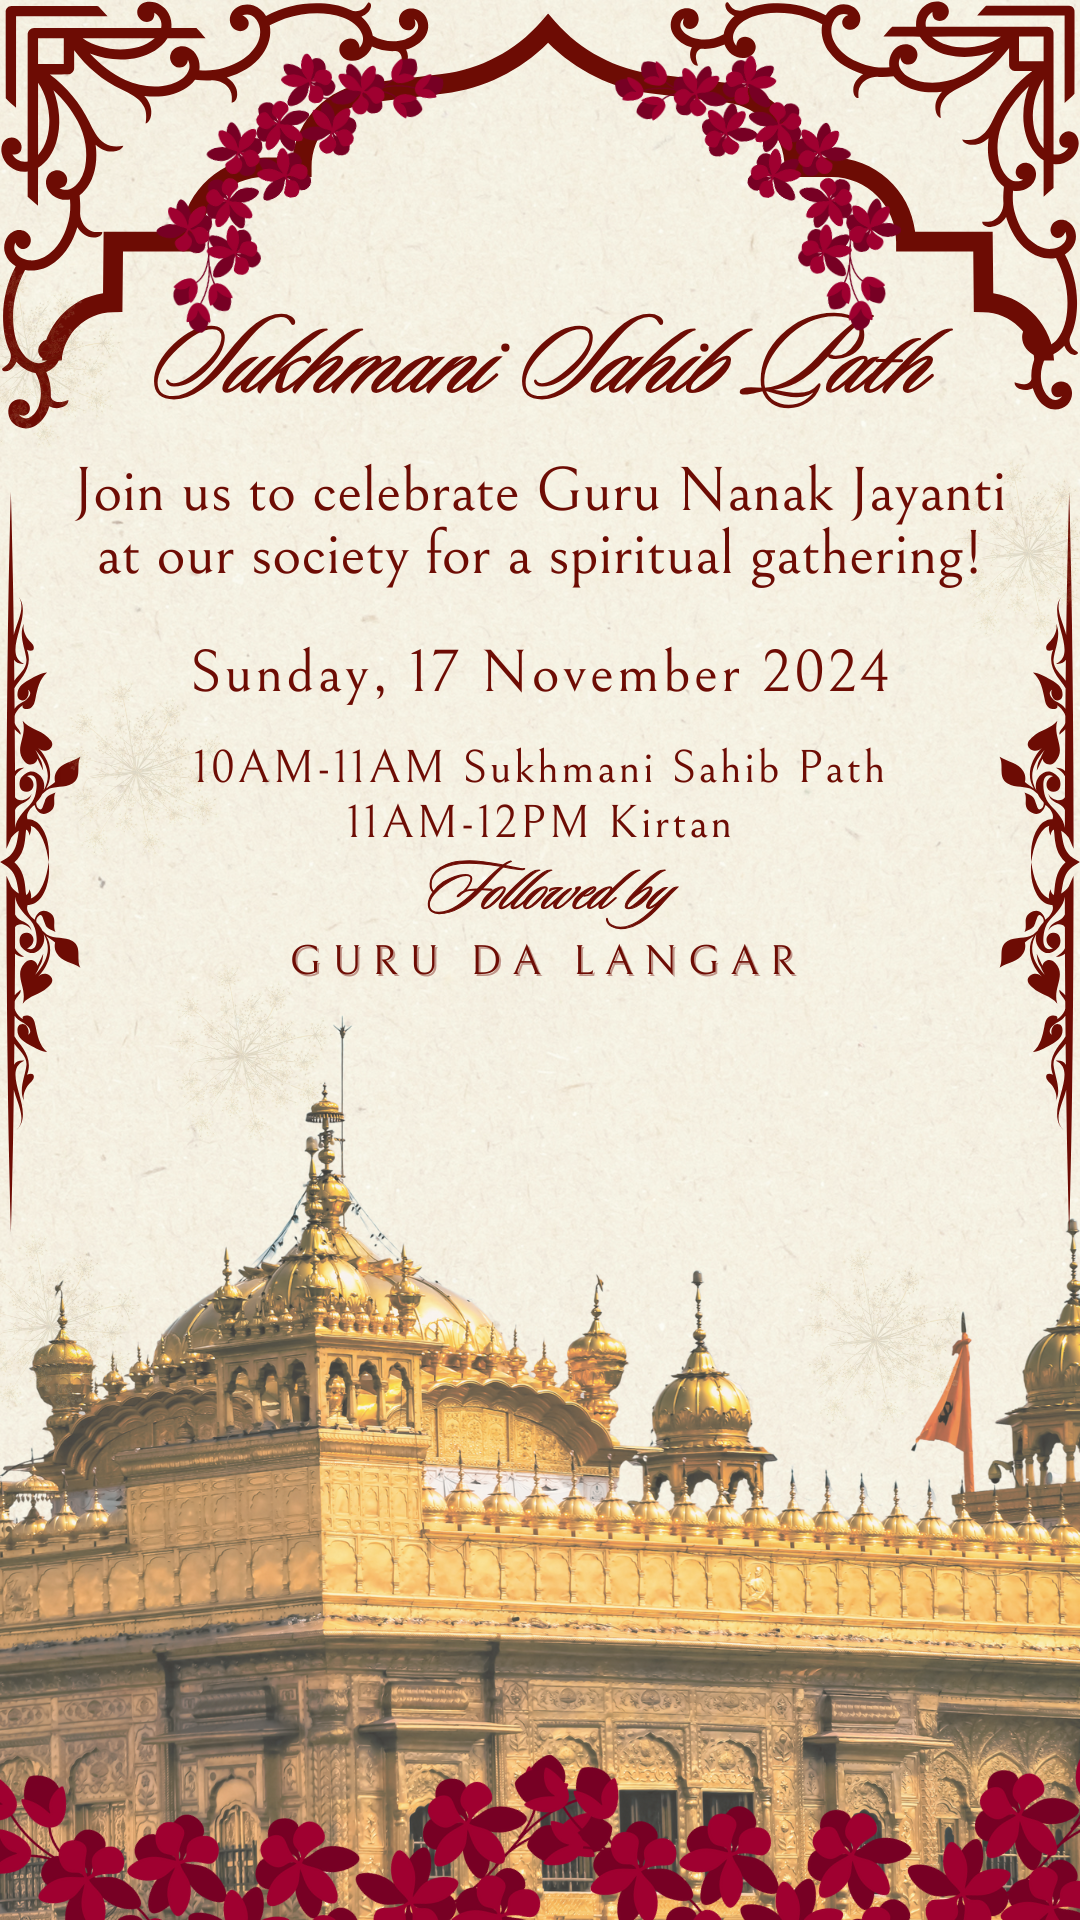 Sukhmani Sahib Path
Join us to celebrate Guru Nanak Jayanti
at our society for a spiritual gathering!
Sunday, 17 November 2024
10AM-11AM Sukhmani Sahib Path
11AM-12PM Kirtan
Followed by
GURU DA LANGAR